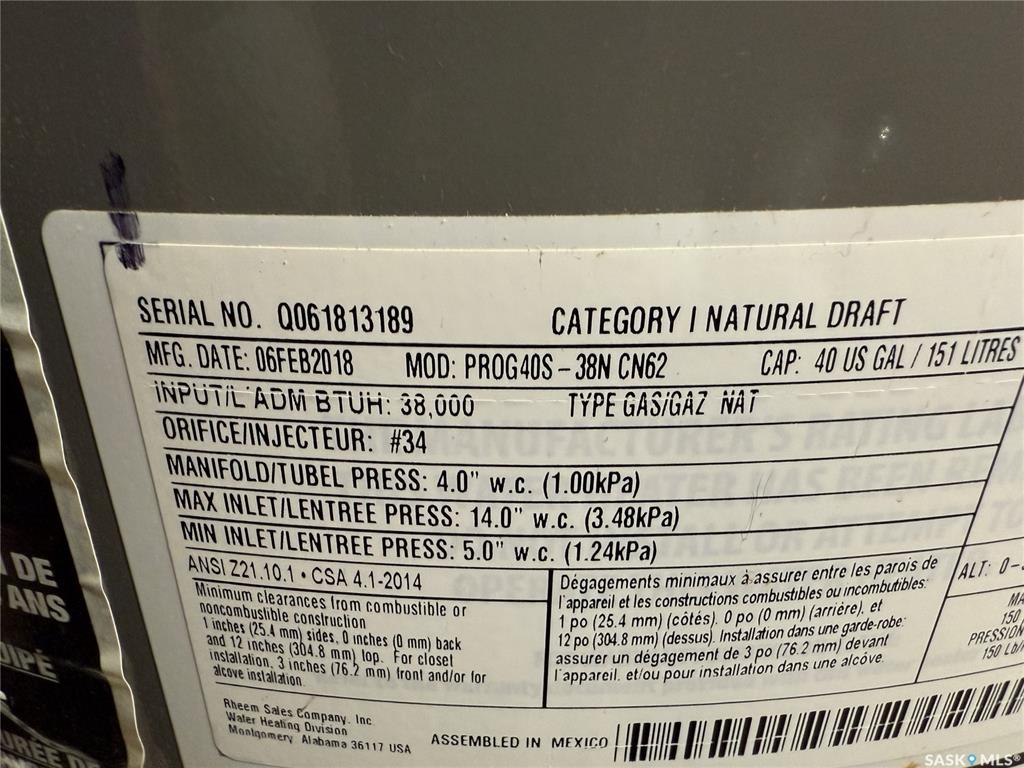 SERIAL NO. Q061813189 CATEGORY I NATURAL DRAFT
MFG. DATE: 06FEB2018 MOD: PROG40S-38N CN62 CAP: 40 US GAL / 151 LITRES
INPUT/L'ADM BTUH: 38,000 TYPE GAS/GAZ NAT
ORIFICE/INJECTEUR: #34
MANIFOLD/TUBEL PRESS: 4.0" w.c. (1.00kPa)
MAX INLET/LENTREE PRESS: 14.0" w.c. (3.48kPa)
MIN INLET/LENTREE PRESS: 5.0" w.c. (1.24kPa)
ANSI Z21.10.1 • CSA 4.1-2014
Minimum clearances from combustible or
noncombustible construction
1 inches (25.4 mm) sides, 0 inches (0 mm) back
and 12 inches (304.8 mm) top. For closet
installation, 3 inches (76.2 mm) front and/or for
alcove installation.
Dégagements minimaux à assurer entre les parois de
l'appareil et les constructions combustibles ou incombustibles:
1 po (25.4 mm) (côtés), 0 po (0 mm) (arrière), et
12 po (304.8 mm) (dessus). Installation dans une garde-robe:
assurer un dégagement de 3 po (76.2 mm) devant
l'appareil, et/ou pour installation dans une alcôve.
ALT: 0-
MA
150
PRESSION
150 Lb/
Rheem Sales Company, Inc.
Water Heating Division
Montgomery, Alabama 36117 USA
ASSEMBLED IN MEXICO
DE
ANS
SASK MLS®